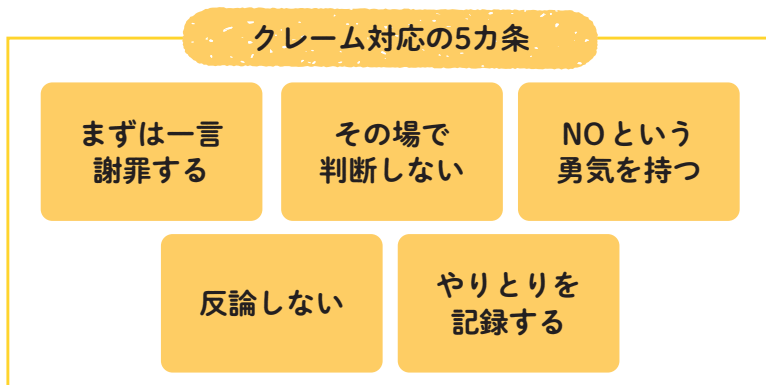 クレーム対応の5カ条
まずは一言
謝罪する
その場で
判断しない
NOという
勇気を持つ
反論しない
やりとりを
記録する